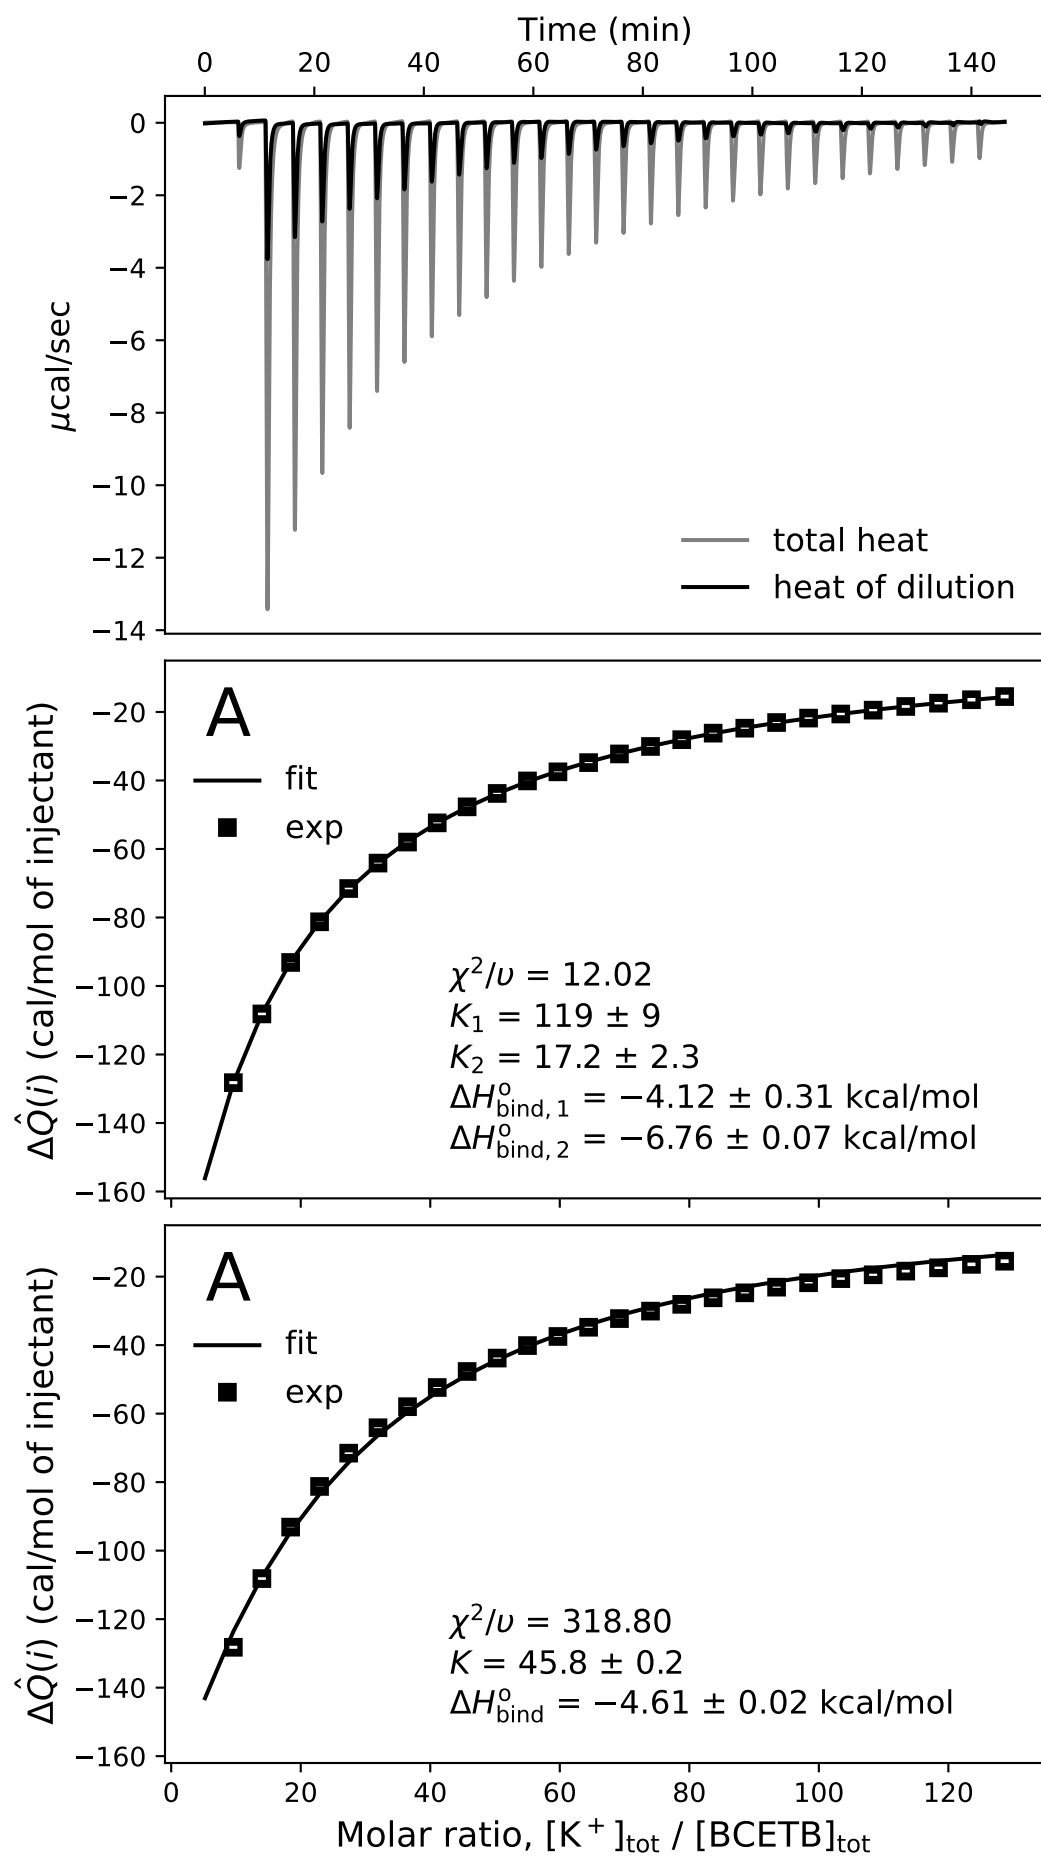 Time (min)
0 20 40 60 80 100 120 140
0
−2
−4
−6
−8
−10
−12
−14
μcal/sec
total heat
heat of dilution
A
fit
exp
−20
−40
−60
−80
−100
−120
−140
−160
ΔQ̂(i) (cal/mol of injectant)
χ²/υ = 12.02
K₁ = 119 ± 9
K₂ = 17.2 ± 2.3
ΔH°bind, 1 = −4.12 ± 0.31 kcal/mol
ΔH°bind, 2 = −6.76 ± 0.07 kcal/mol
A
fit
exp
−20
−40
−60
−80
−100
−120
−140
−160
ΔQ̂(i) (cal/mol of injectant)
χ²/υ = 318.80
K = 45.8 ± 0.2
ΔH°bind = −4.61 ± 0.02 kcal/mol
0 20 40 60 80 100 120
Molar ratio, [K⁺]tot / [BCETB]tot